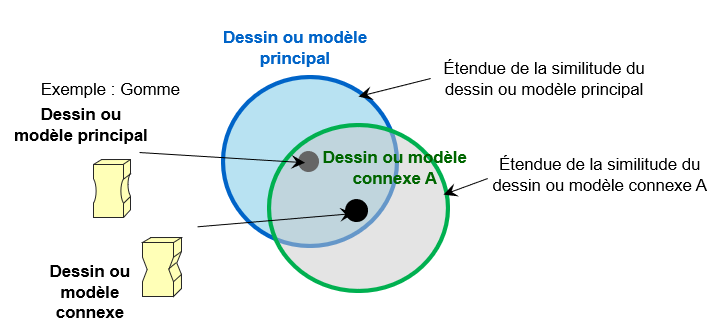 Dessin ou modèle
principal
Étendue de la similitude du
dessin ou modèle principal
Exemple : Gomme
Dessin ou
modèle principal
Dessin ou modèle
connexe A
Étendue de la similitude du
dessin ou modèle connexe A
Dessin ou
modèle
connexe